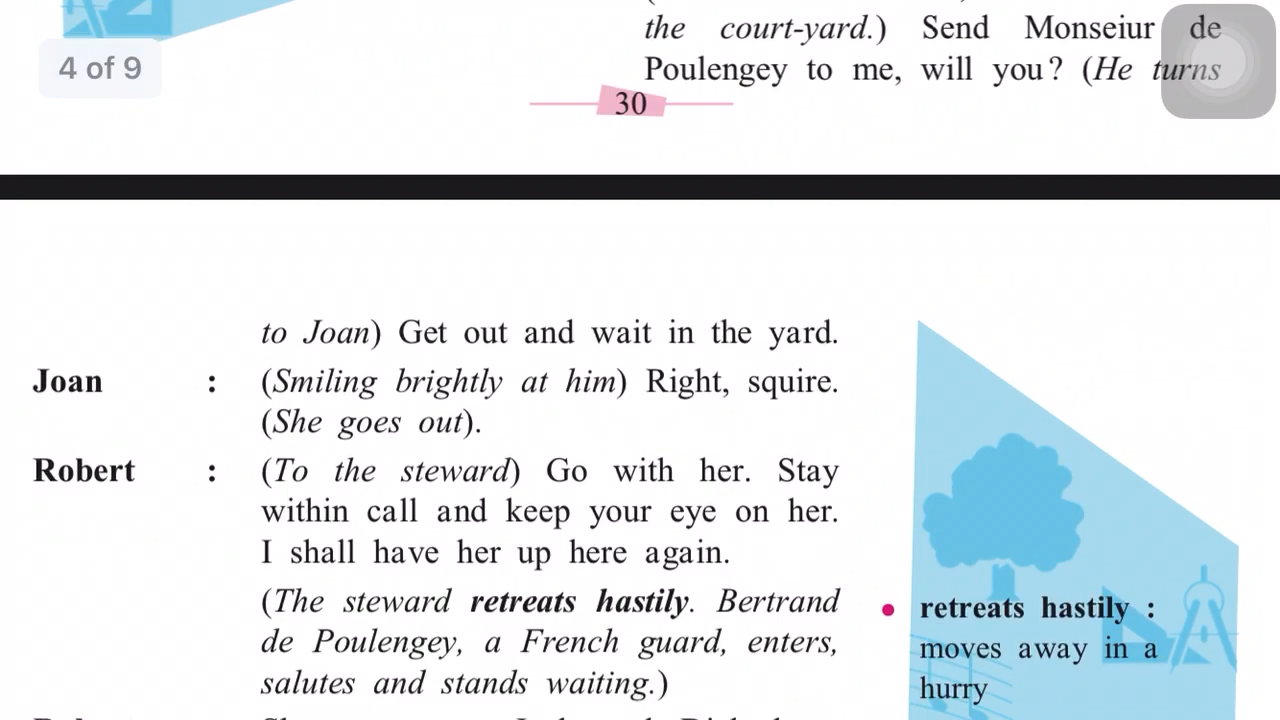 the court-yard.) Send Monseiur de
4 of 9
Poulengey to me, will you? (He turns
30
to Joan) Get out and wait in the yard.
Joan : (Smiling brightly at him) Right, squire.
(She goes out).
Robert : (To the steward) Go with her. Stay
within call and keep your eye on her.
I shall have her up here again.
(The steward retreats hastily. Bertrand
de Poulengey, a French guard, enters,
salutes and stands waiting.)
• retreats hastily :
moves away in a
hurry